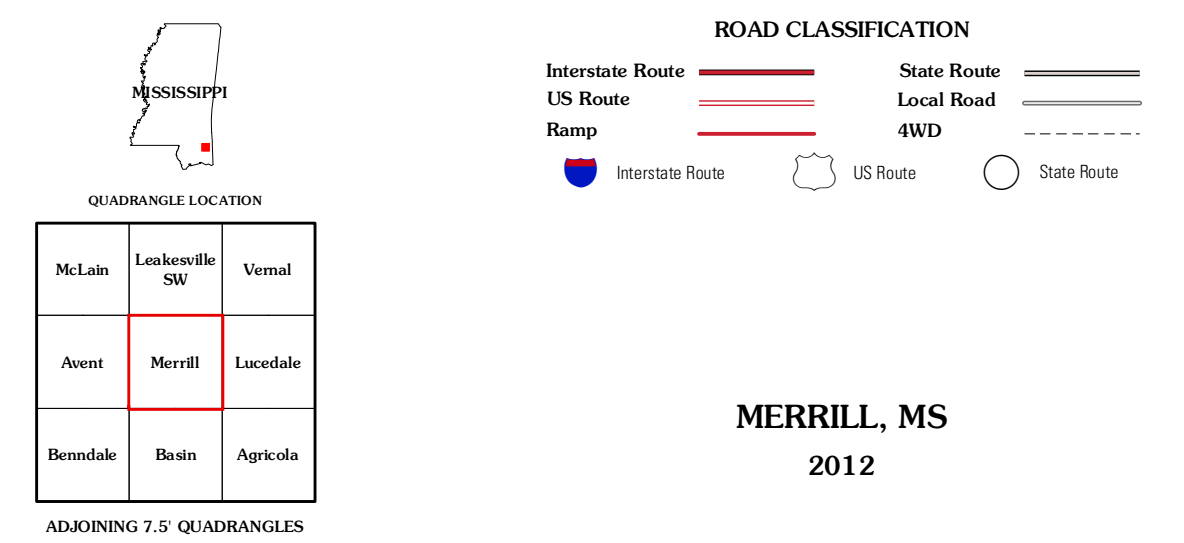 MISSISSIPPI
QUADRANGLE LOCATION
McLain
Leakesville
SW
Vernal
Avent
Merrill
Lucedale
Benndale
Basin
Agricola
ADJOINING 7.5' QUADRANGLES
ROAD CLASSIFICATION
Interstate Route
State Route
US Route
Local Road
Ramp
4WD
Interstate Route
US Route
State Route
MERRILL, MS
2012